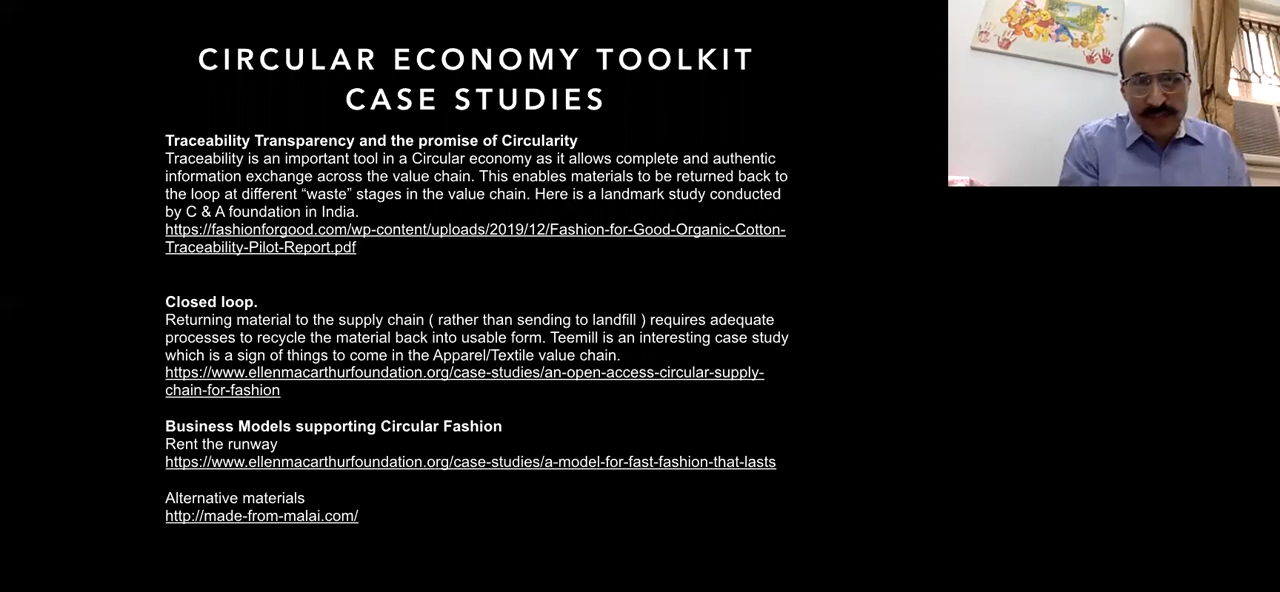 CIRCULAR ECONOMY TOOLKIT
CASE STUDIES
Traceability Transparency and the promise of Circularity
Traceability is an important tool in a Circular economy as it allows complete and authentic
information exchange across the value chain. This enables materials to be returned back to
the loop at different “waste” stages in the value chain. Here is a landmark study conducted
by C & A foundation in India.
https://fashionforgood.com/wp-content/uploads/2019/12/Fashion-for-Good-Organic-Cotton-
Traceability-Pilot-Report.pdf
Closed loop.
Returning material to the supply chain ( rather than sending to landfill ) requires adequate
processes to recycle the material back into usable form. Teemill is an interesting case study
which is a sign of things to come in the Apparel/Textile value chain.
https://www.ellenmacarthurfoundation.org/case-studies/an-open-access-circular-supply-
chain-for-fashion
Business Models supporting Circular Fashion
Rent the runway
https://www.ellenmacarthurfoundation.org/case-studies/a-model-for-fast-fashion-that-lasts
Alternative materials
http://made-from-malai.com/